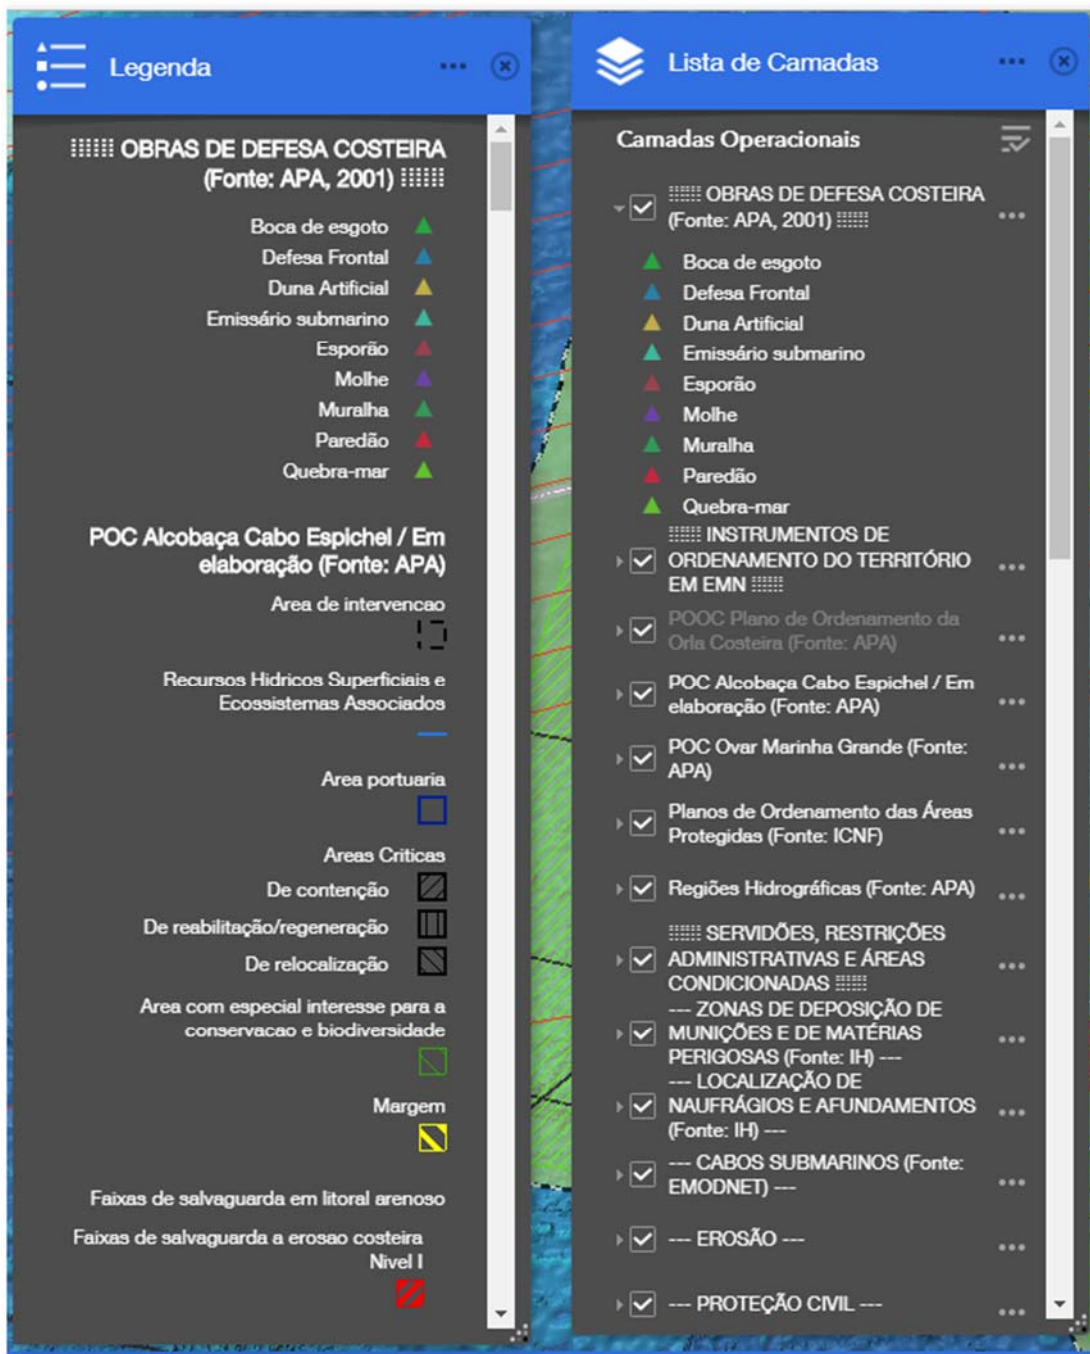 Legenda
OBRAS DE DEFESA COSTEIRA
(Fonte: APA, 2001)
Boca de esgoto
Defesa Frontal
Duna Artificial
Emissário submarino
Esporão
Molhe
Muralha
Paredão
Quebra-mar
POC Alcobaça Cabo Espichel / Em
elaboração (Fonte: APA)
Area de intervencao
Recursos Hidricos Superficiais e
Ecossistemas Associados
Area portuaria
Areas Criticas
De contenção
De reabilitação/regeneração
De relocalização
Area com especial interesse para a
conservacao e biodiversidade
Margem
Faixas de salvaguarda em litoral arenoso
Faixas de salvaguarda a erosao costeira
Nivel I
Lista de Camadas
Camadas Operacionais
OBRAS DE DEFESA COSTEIRA
(Fonte: APA, 2001)
Boca de esgoto
Defesa Frontal
Duna Artificial
Emissário submarino
Esporão
Molhe
Muralha
Paredão
Quebra-mar
INSTRUMENTOS DE
ORDENAMENTO DO TERRITÓRIO
EM EMN
POOC Plano de Ordenamento da
Orla Costeira (Fonte: APA)
POC Alcobaça Cabo Espichel / Em
elaboração (Fonte: APA)
POC Ovar Marinha Grande (Fonte:
APA)
Planos de Ordenamento das Áreas
Protegidas (Fonte: ICNF)
Regiões Hidrográficas (Fonte: APA)
SERVIDÕES, RESTRIÇÕES
ADMINISTRATIVAS E ÁREAS
CONDICIONADAS
--- ZONAS DE DEPOSIÇÃO DE
MUNIÇÕES E DE MATÉRIAS
PERIGOSAS (Fonte: IH) ---
--- LOCALIZAÇÃO DE
NAUFRÁGIOS E AFUNDAMENTOS
(Fonte: IH) ---
--- CABOS SUBMARINOS (Fonte:
EMODNET) ---
--- EROSÃO ---
--- PROTEÇÃO CIVIL ---